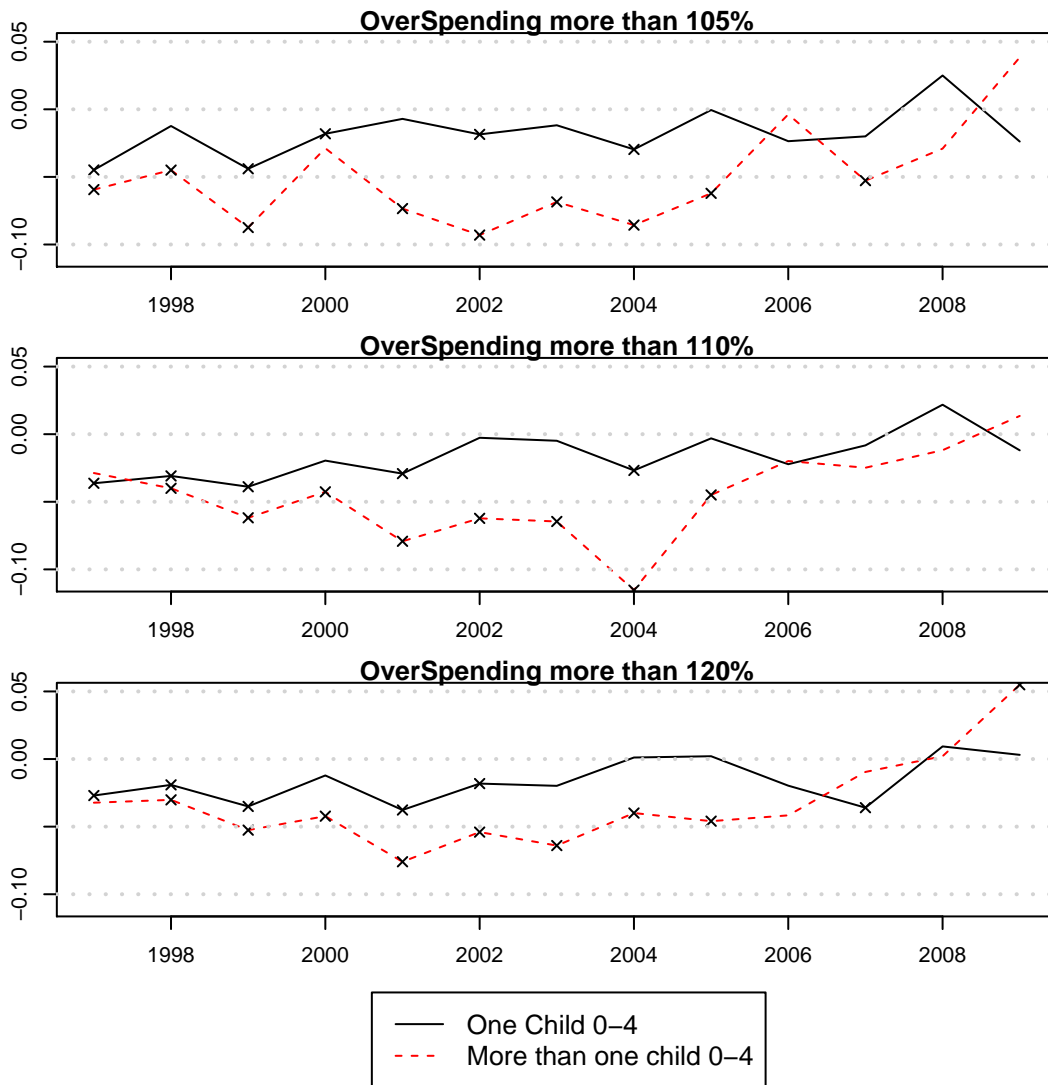 OverSpending more than 105%
0.05
0.00
−0.10
1998 2000 2002 2004 2006 2008
OverSpending more than 110%
0.05
0.00
−0.10
1998 2000 2002 2004 2006 2008
OverSpending more than 120%
0.05
0.00
−0.10
1998 2000 2002 2004 2006 2008
One Child 0−4
More than one child 0−4